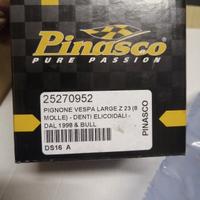 Pinasco
PURE PASSION
25270952
PIGNONE VESPA LARGE Z 23 (8
MOLLE) - DENTI ELICOIDALI -
DAL 1998 & BULL
DS16 A
PINASCO